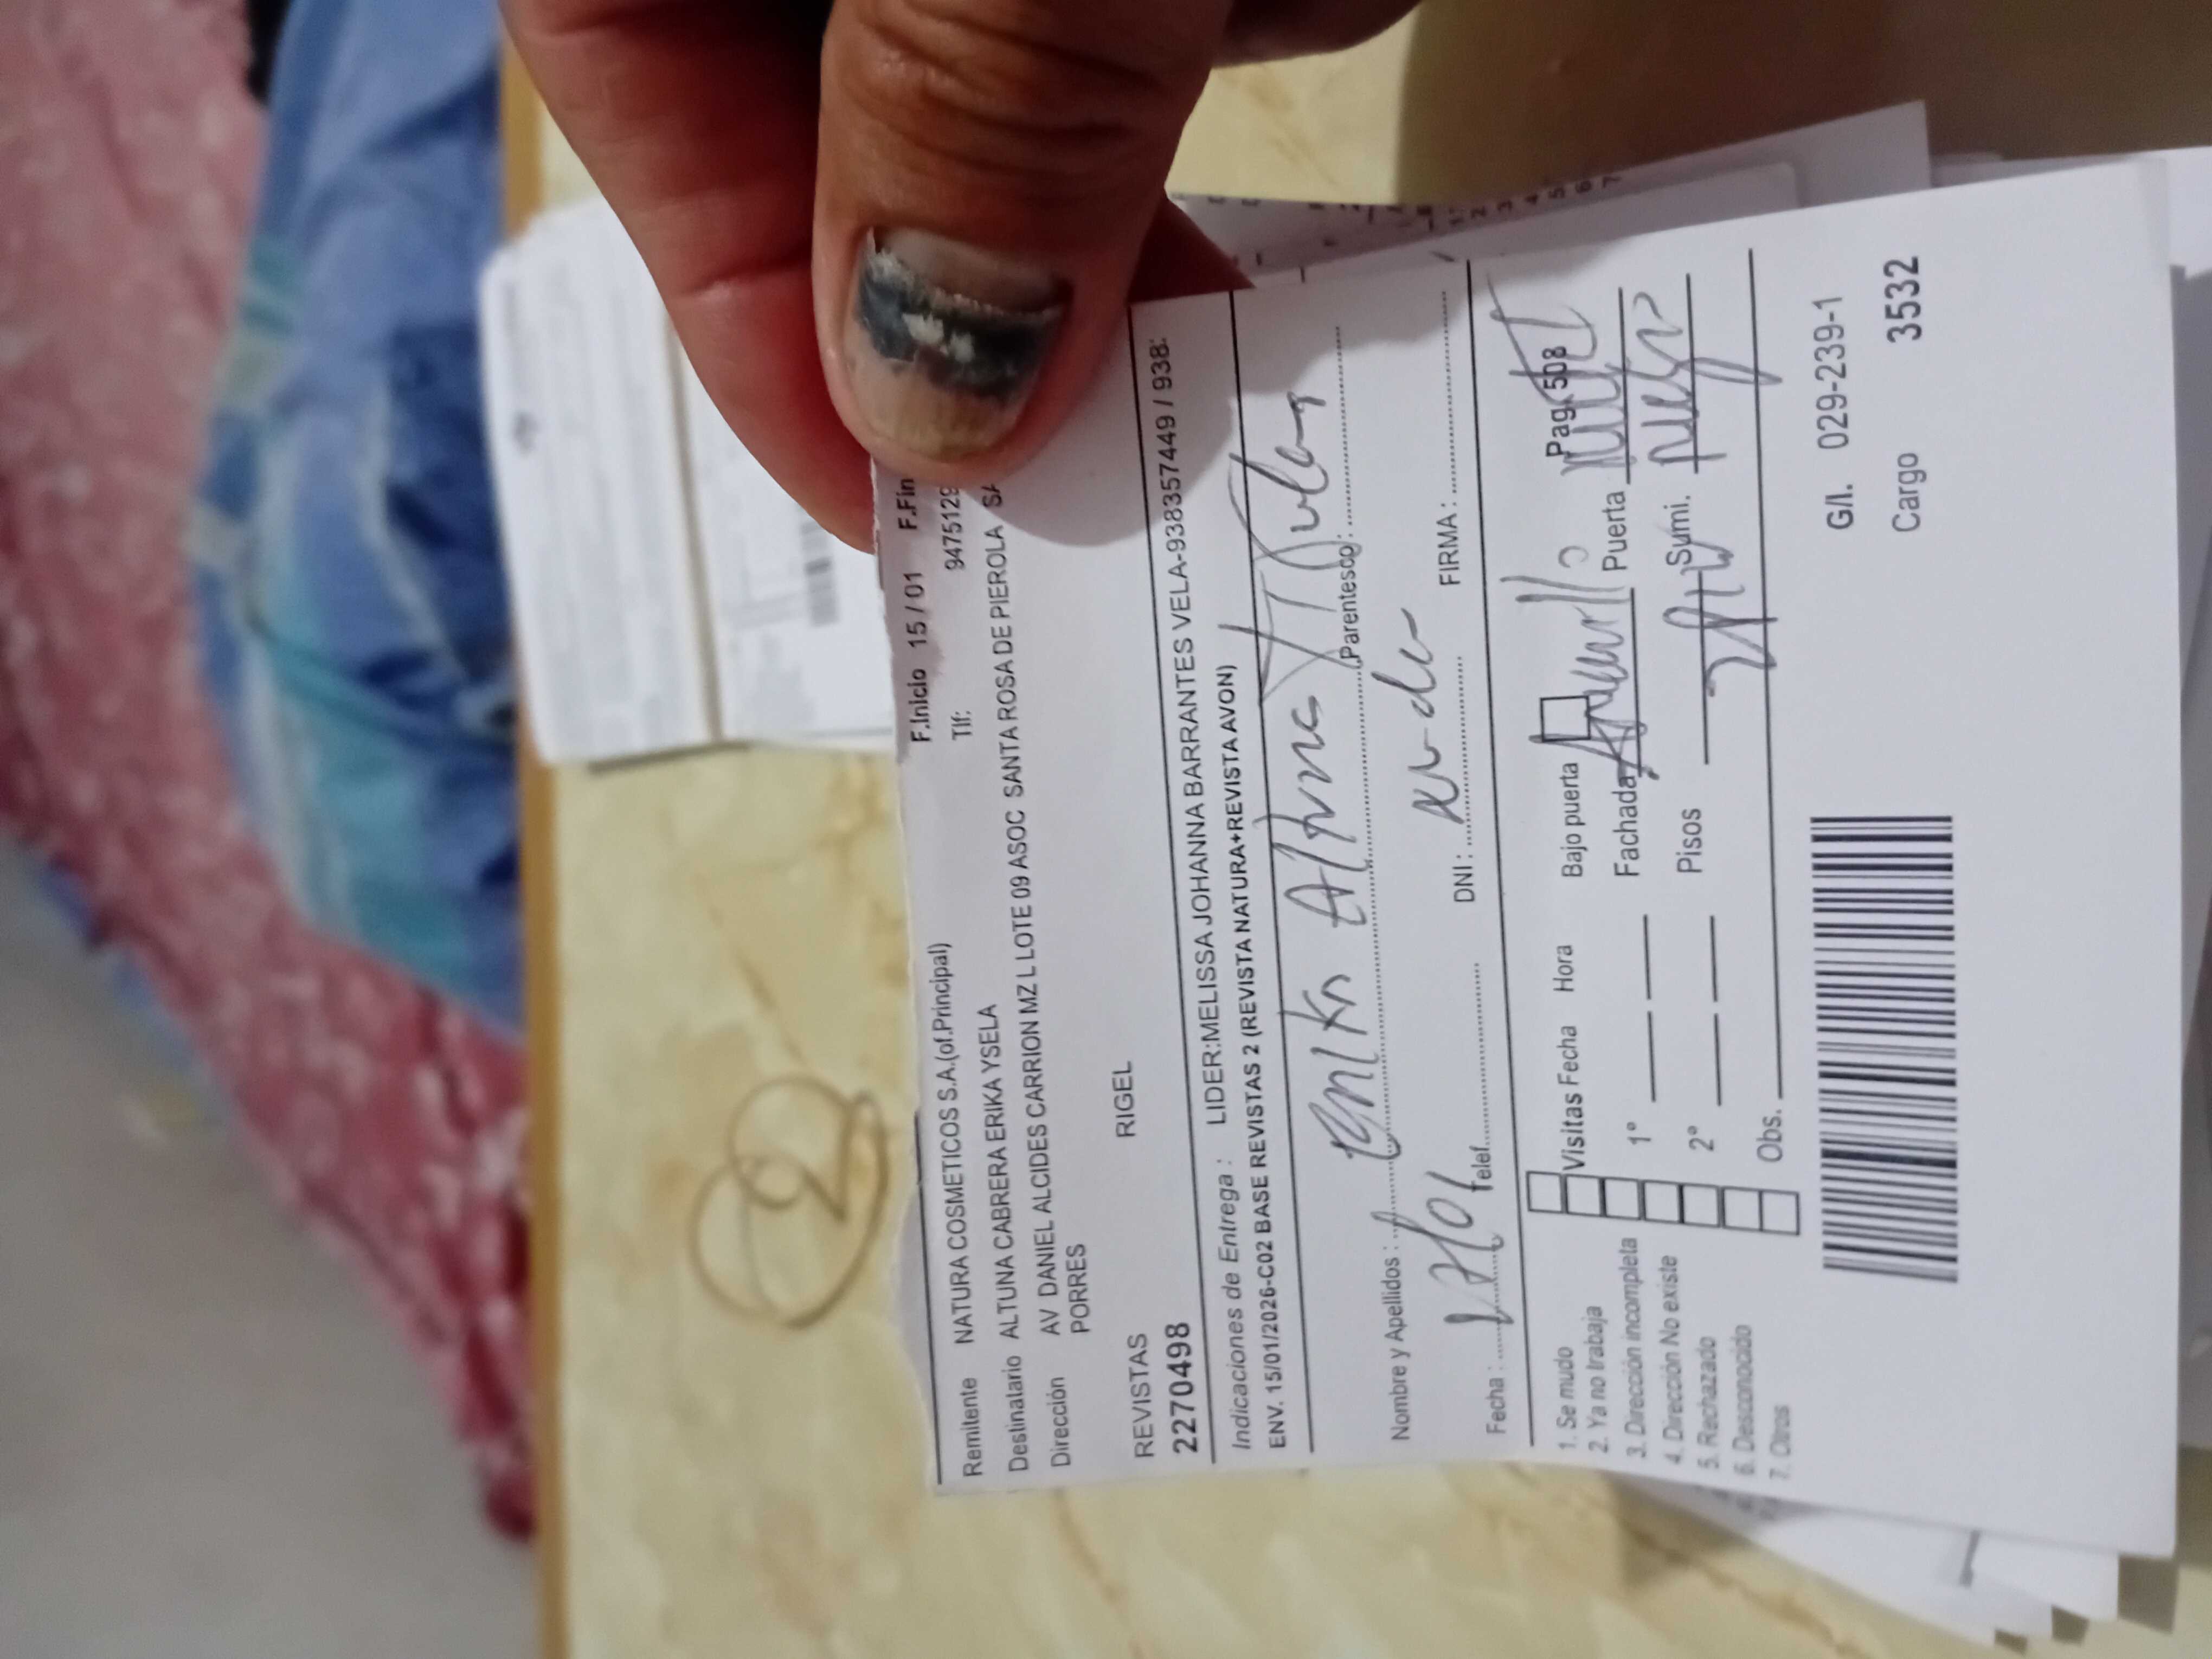 F.Inicio 15 / 01 F.Fin
Remitente NATURA COSMETICOS S.A.(of.Principal) Tlf: 9475129
Destinatario ALTUNA CABRERA ERIKA YSELA
Dirección AV DANIEL ALCIDES CARRION MZ L LOTE 09 ASOC SANTA ROSA DE PIEROLA SA
PORRES
REVISTAS RIGEL
2270498
Indicaciones de Entrega : LIDER:MELISSA JOHANNA BARRANTES VELA-938357449 / 938
ENV. 15/01/2026-C02 BASE REVISTAS 2 (REVISTA NATURA+REVISTA AVON)
Nombre y Apellidos : Erika Altuna Parentesco :
Fecha : Telef. DNI : FIRMA :
1. Se mudo
2. Ya no trabaja
3. Dirección incompleta
4. Dirección No existe
5. Rechazado
6. Desconocido
7. Otros
Visitas Fecha Hora Bajo puerta Pag. 508
1° Fachada Puerta
2° Pisos Sumi.
Obs.
G/I. 029-239-1
Cargo 3532
2